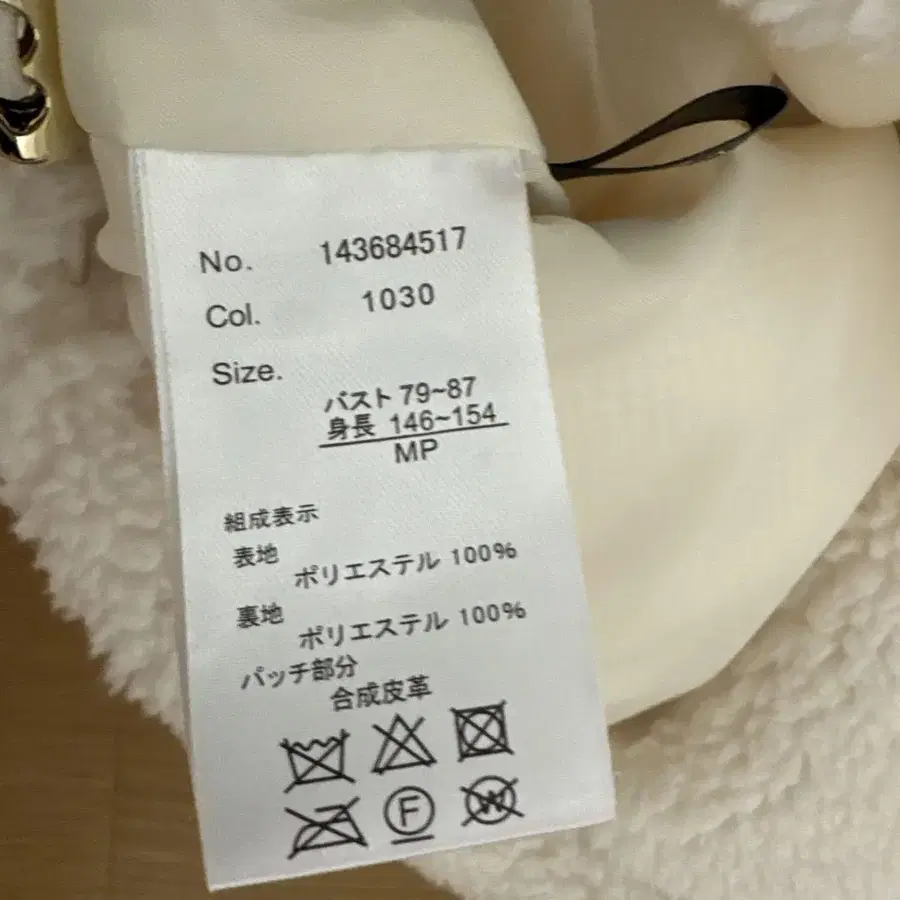 No. 143684517
Col. 1030
Size.
バスト 79~87
身長 146~154
MP
組成表示
表地
ポリエステル 100%
裏地
ポリエステル 100%
パッチ部分
合成皮革
F W